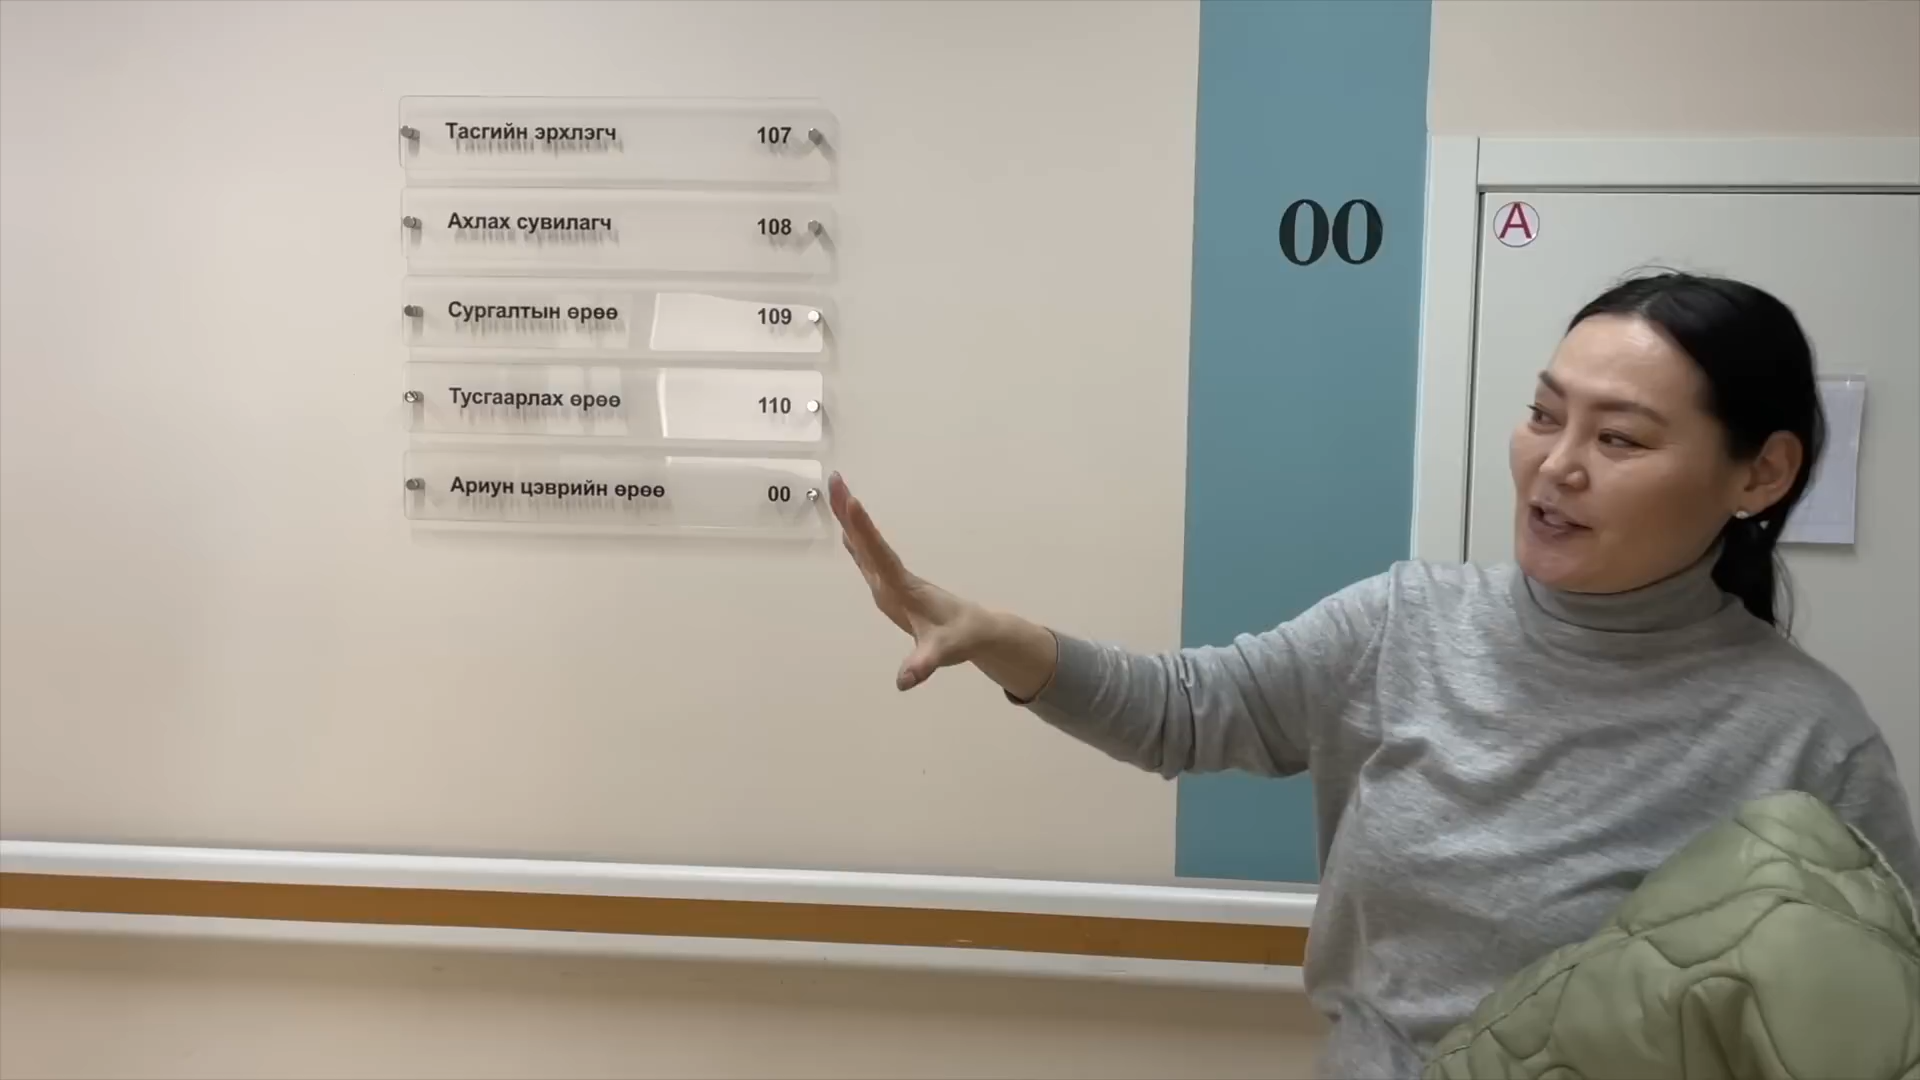 Тасгийн эрхлэгч 107
Ахлах сувилагч 108
Сургалтын өрөө 109
Тусгаарлах өрөө 110
Ариун цэврийн өрөө 00
00
A